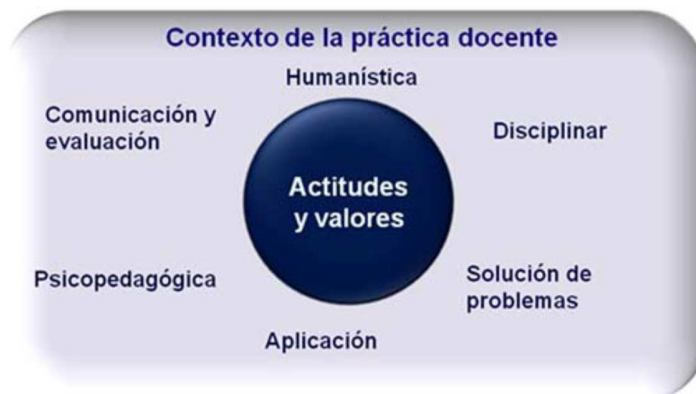 Contexto de la práctica docente
Humanística
Comunicación y
evaluación
Disciplinar
Actitudes
y valores
Psicopedagógica
Solución de
problemas
Aplicación